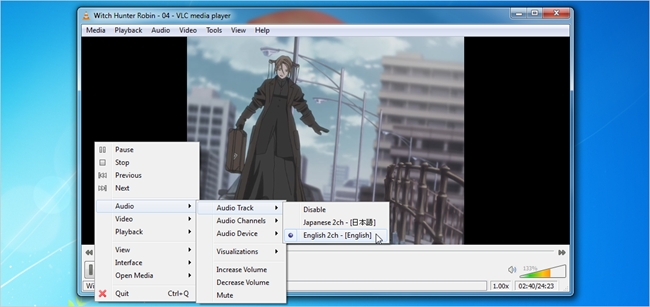 Witch Hunter Robin - 04 - VLC media player
Media Playback Audio Video Tools View Help
Pause
Stop
Previous
Next
Audio
Video
Playback
View
Interface
Open Media
Quit Ctrl+Q
Audio Track
Audio Channels
Audio Device
Visualizations
Increase Volume
Decrease Volume
Mute
Disable
Japanese 2ch - [日本語]
English 2ch - [English]
133%
1.00x 02:40/24:23